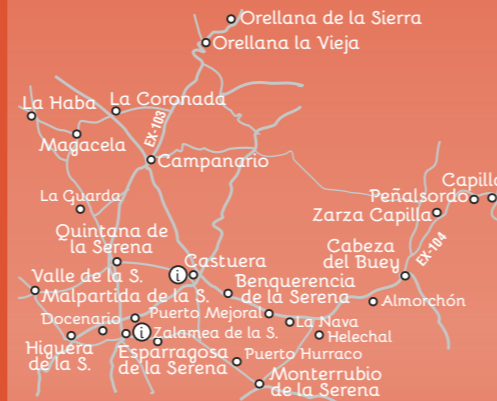 Orellana de la Sierra
Orellana la Vieja
La Haba
La Coronada
EX-103
Magacela
Campanario
Capill
Peñalsordo
La Guarda
Zarza Capilla
Quintana de
la Serena
Cabeza
del Buey
EX-104
i
Castuera
Valle de la S.
Benquerencia
de la Serena
Malpartida de la S.
Almorchón
Docenario
Puerto Mejoral
La Nava
i
Zalamea de la S.
Helechal
Higuera
de la S.
Esparragosa
de la Serena
Puerto Hurraco
Monterrubio
de la Serena